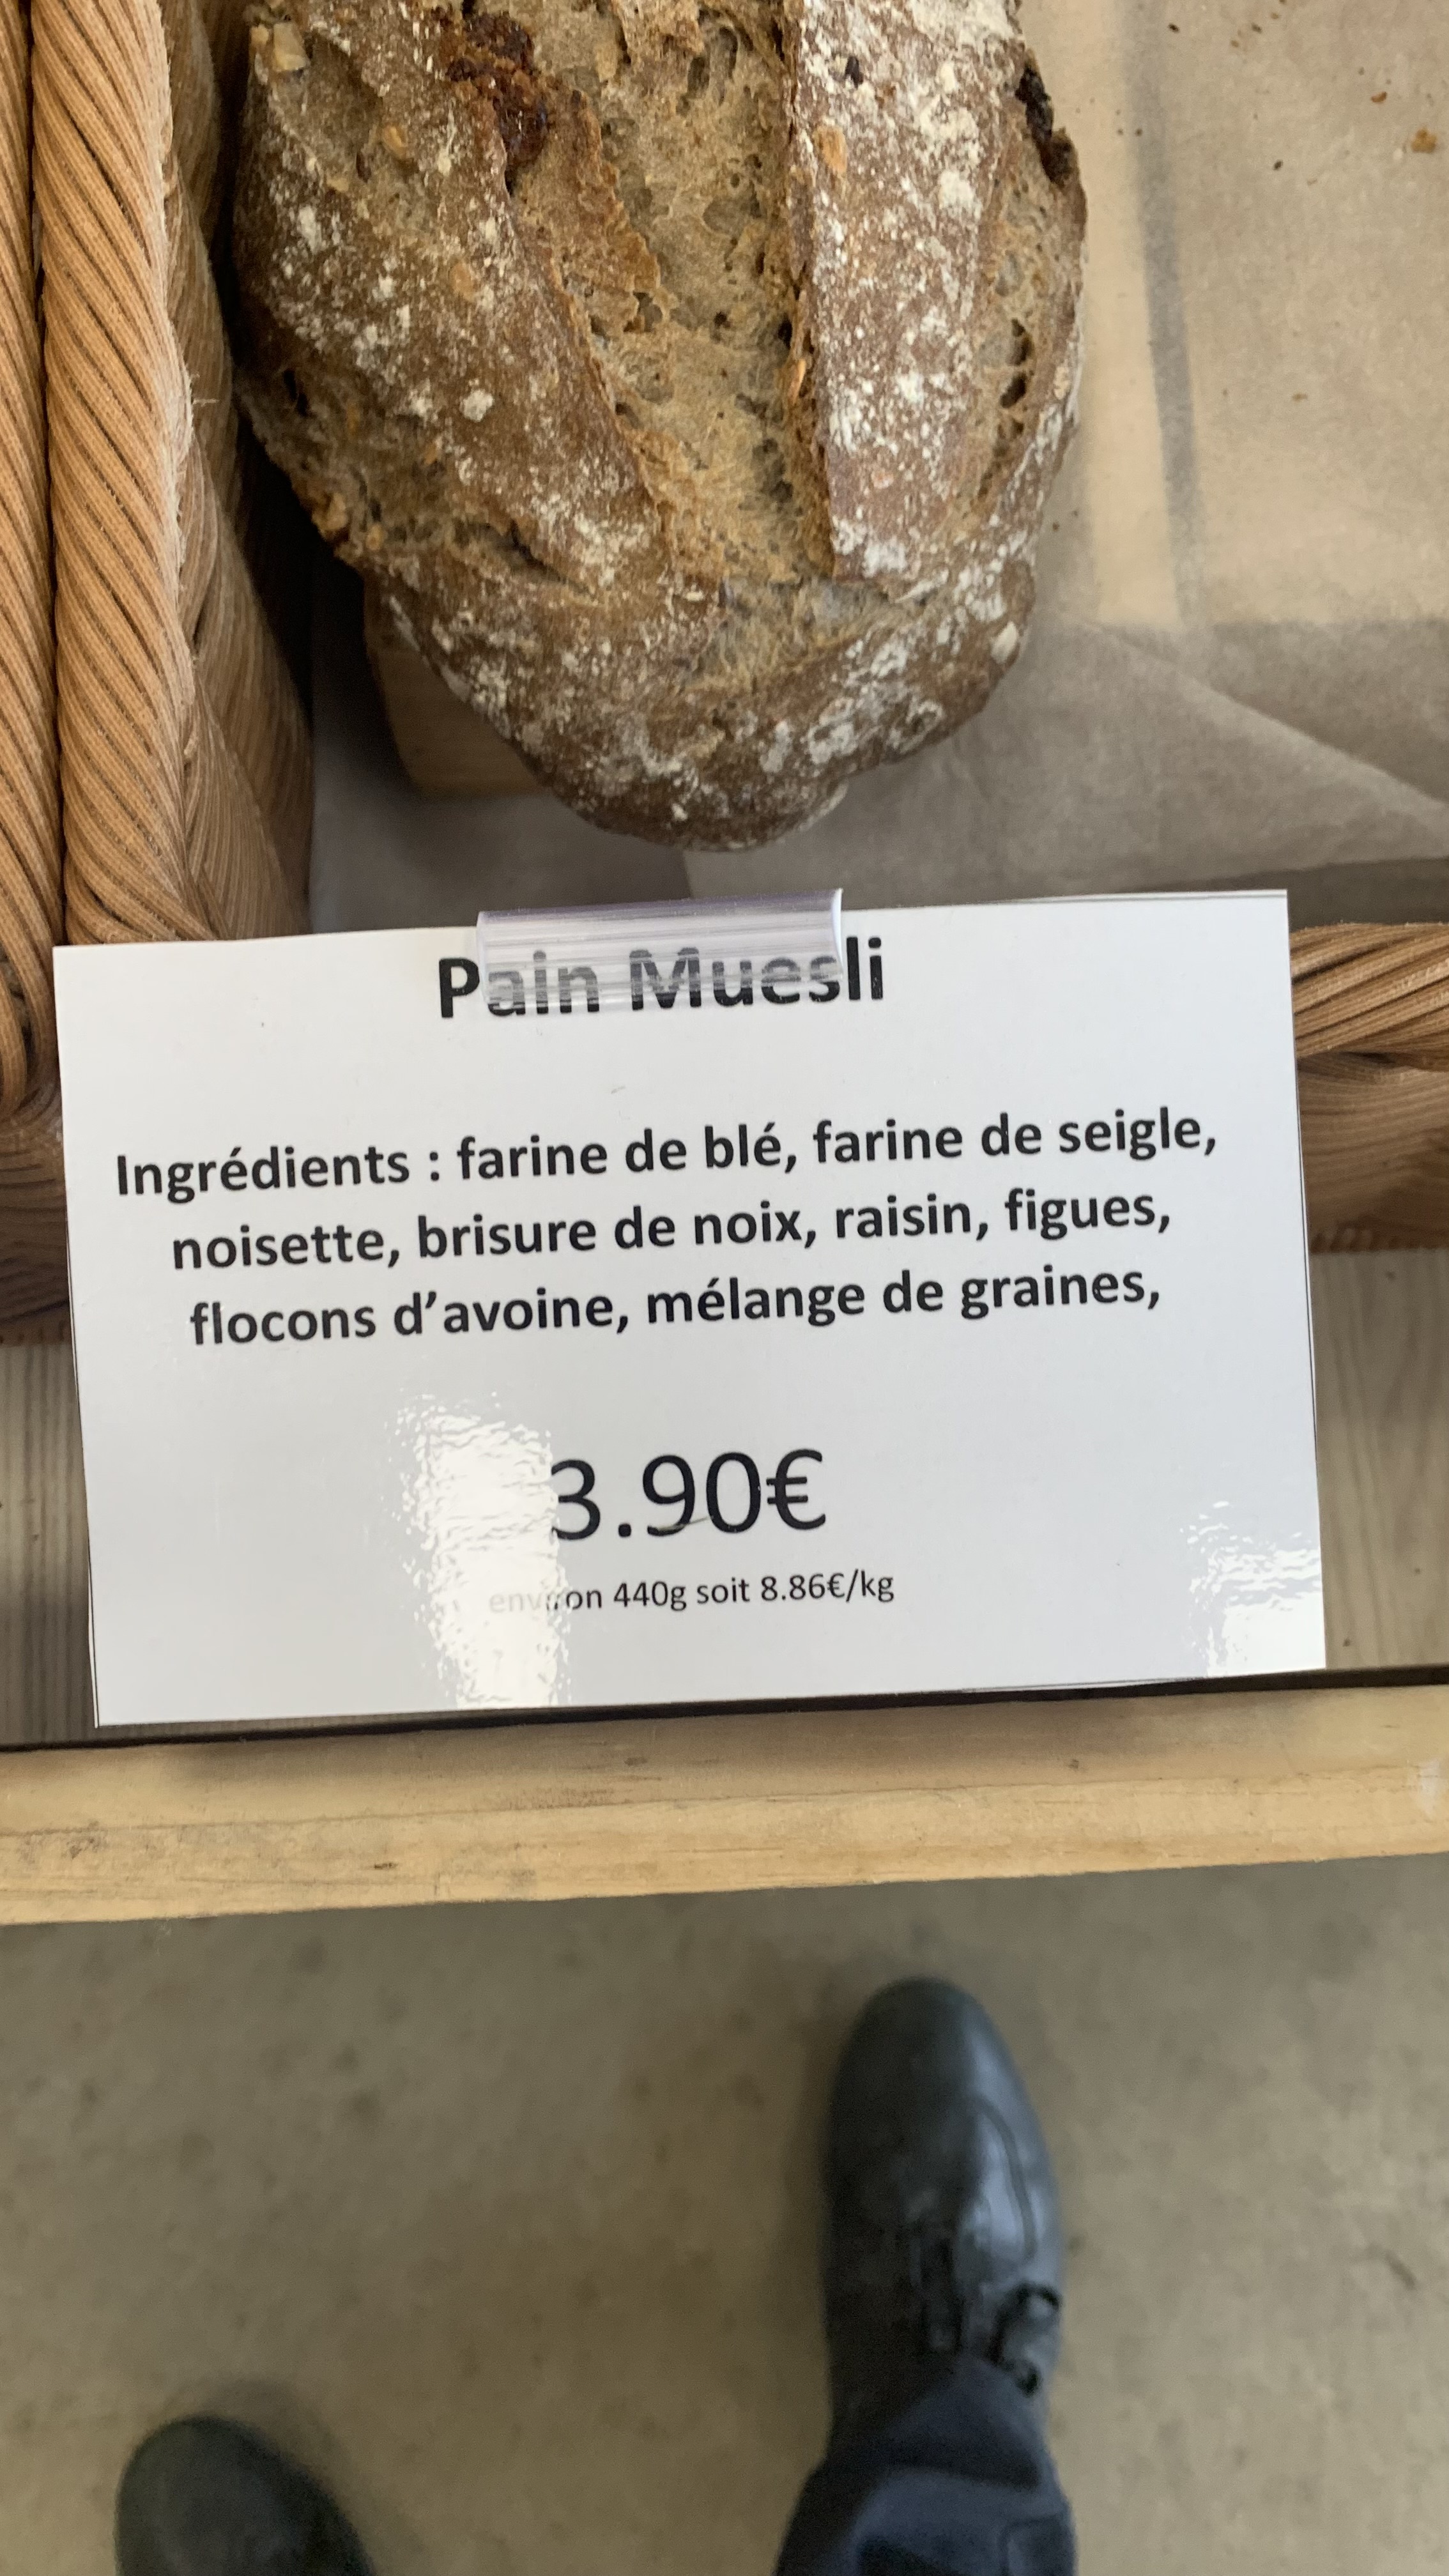 Pain Muesli
Ingrédients : farine de blé, farine de seigle,
noisette, brisure de noix, raisin, figues,
flocons d’avoine, mélange de graines,
3.90€
environ 440g soit 8.86€/kg